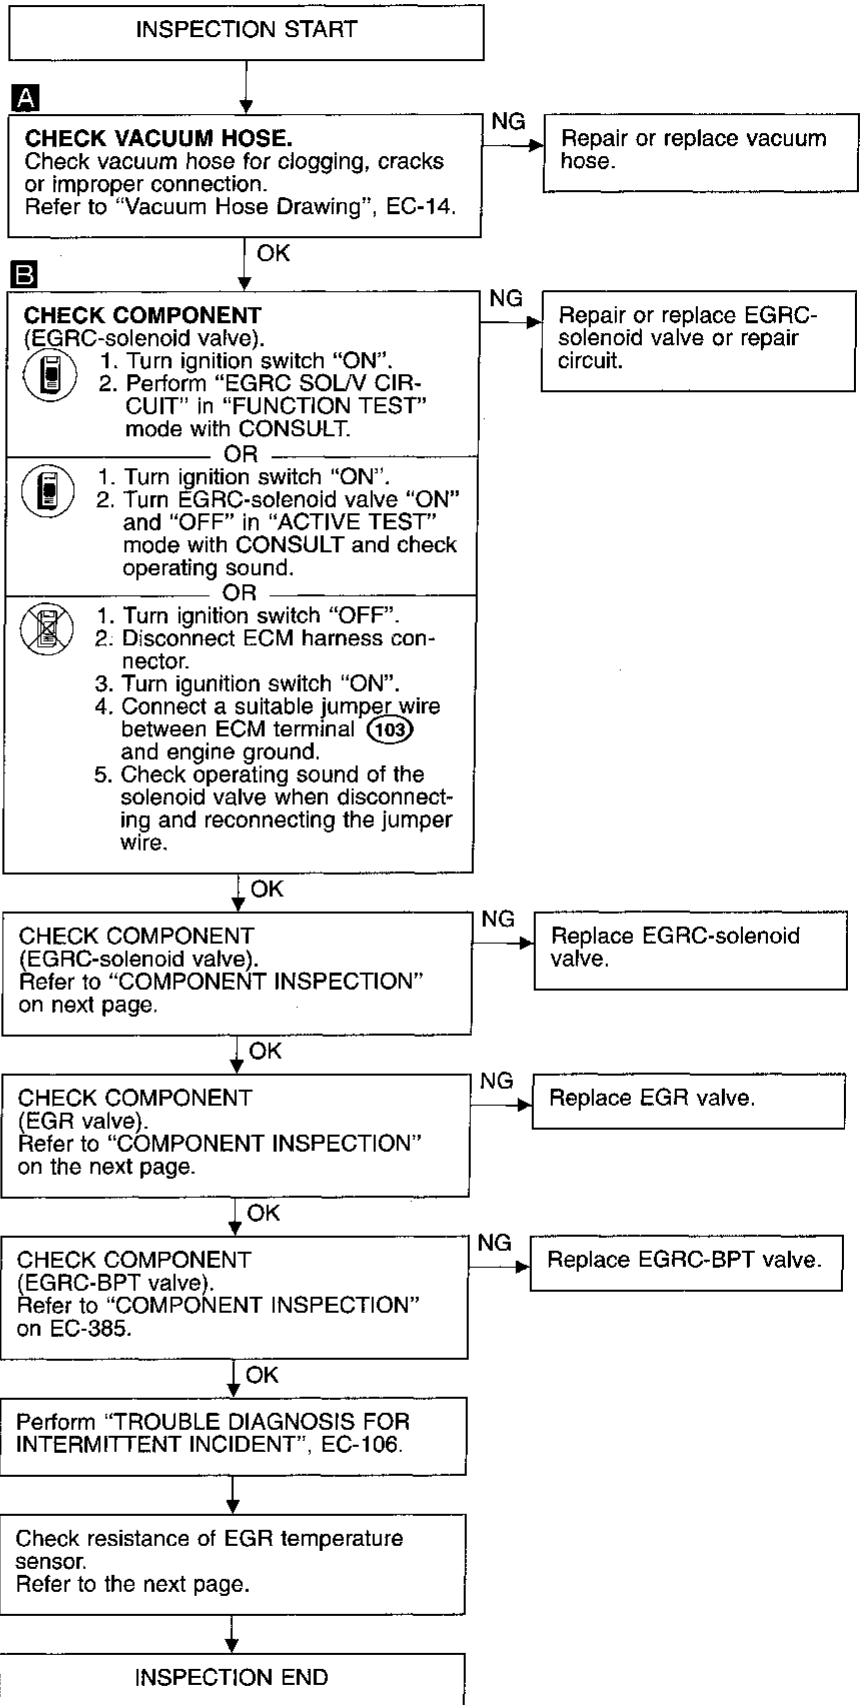 INSPECTION START
A
CHECK VACUUM HOSE.
Check vacuum hose for clogging, cracks
or improper connection.
Refer to “Vacuum Hose Drawing”, EC-14.
NG
Repair or replace vacuum
hose.
OK
B
CHECK COMPONENT
(EGRC-solenoid valve).
1. Turn ignition switch “ON”.
2. Perform “EGRC SOL/V CIR-
CUIT” in “FUNCTION TEST”
mode with CONSULT.
OR
1. Turn ignition switch “ON”.
2. Turn EGRC-solenoid valve “ON”
and “OFF” in “ACTIVE TEST”
mode with CONSULT and check
operating sound.
OR
1. Turn ignition switch “OFF”.
2. Disconnect ECM harness con-
nector.
3. Turn igunition switch “ON”.
4. Connect a suitable jumper wire
between ECM terminal 103
and engine ground.
5. Check operating sound of the
solenoid valve when disconnect-
ing and reconnecting the jumper
wire.
NG
Repair or replace EGRC-
solenoid valve or repair
circuit.
OK
CHECK COMPONENT
(EGRC-solenoid valve).
Refer to “COMPONENT INSPECTION”
on next page.
NG
Replace EGRC-solenoid
valve.
OK
CHECK COMPONENT
(EGR valve).
Refer to “COMPONENT INSPECTION”
on the next page.
NG
Replace EGR valve.
OK
CHECK COMPONENT
(EGRC-BPT valve).
Refer to “COMPONENT INSPECTION”
on EC-385.
NG
Replace EGRC-BPT valve.
OK
Perform “TROUBLE DIAGNOSIS FOR
INTERMITTENT INCIDENT”, EC-106.
Check resistance of EGR temperature
sensor.
Refer to the next page.
INSPECTION END